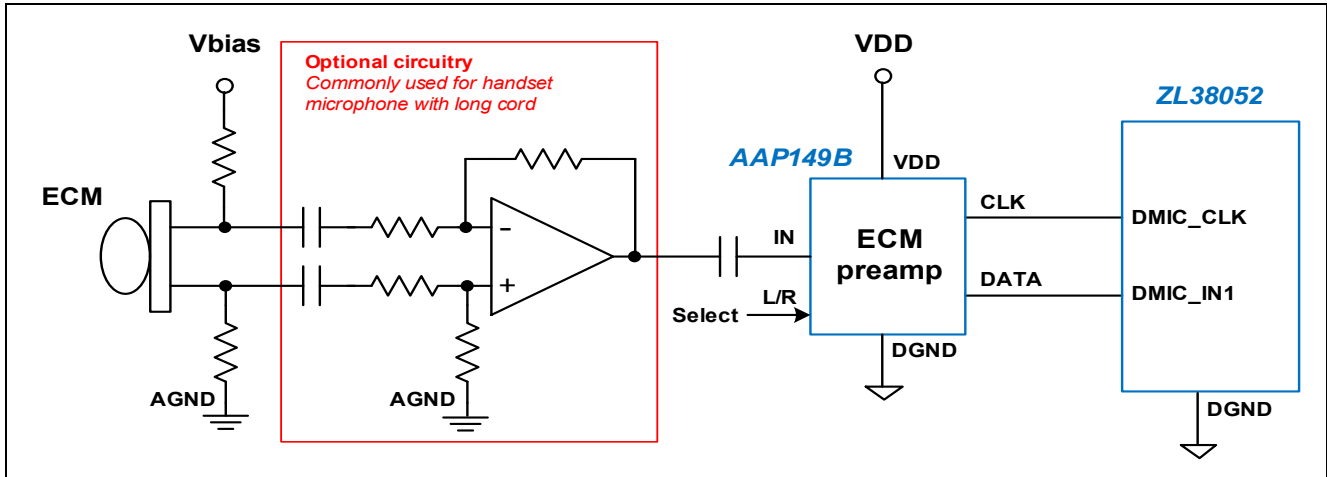 Vbias
Optional circuitry
Commonly used for handset
microphone with long cord
VDD
ZL38052
AAP149B
VDD
ECM
CLK
DMIC_CLK
IN
ECM
preamp
-
+
L/R
Select
DATA
DMIC_IN1
DGND
AGND
AGND
DGND